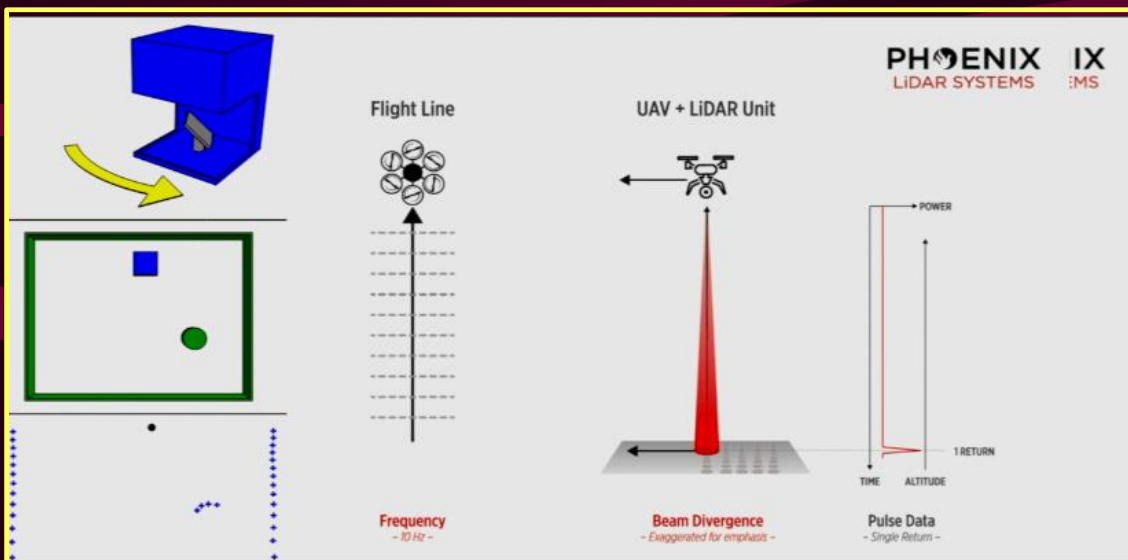 PHOENIX
LiDAR SYSTEMS
IX
EMS
Flight Line
UAV + LiDAR Unit
POWER
1 RETURN
TIME
ALTITUDE
Frequency
- 10 Hz -
Beam Divergence
- Exaggerated for emphasis -
Pulse Data
- Single Return -